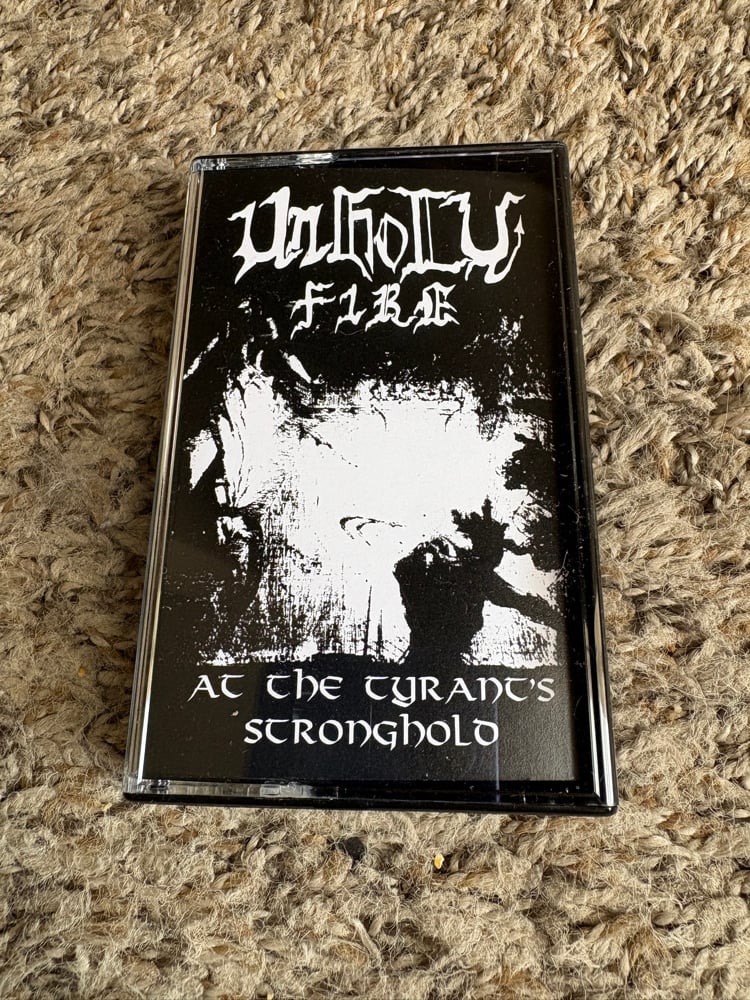 Unholy
Fire
At the Tyrant's
Stronghold